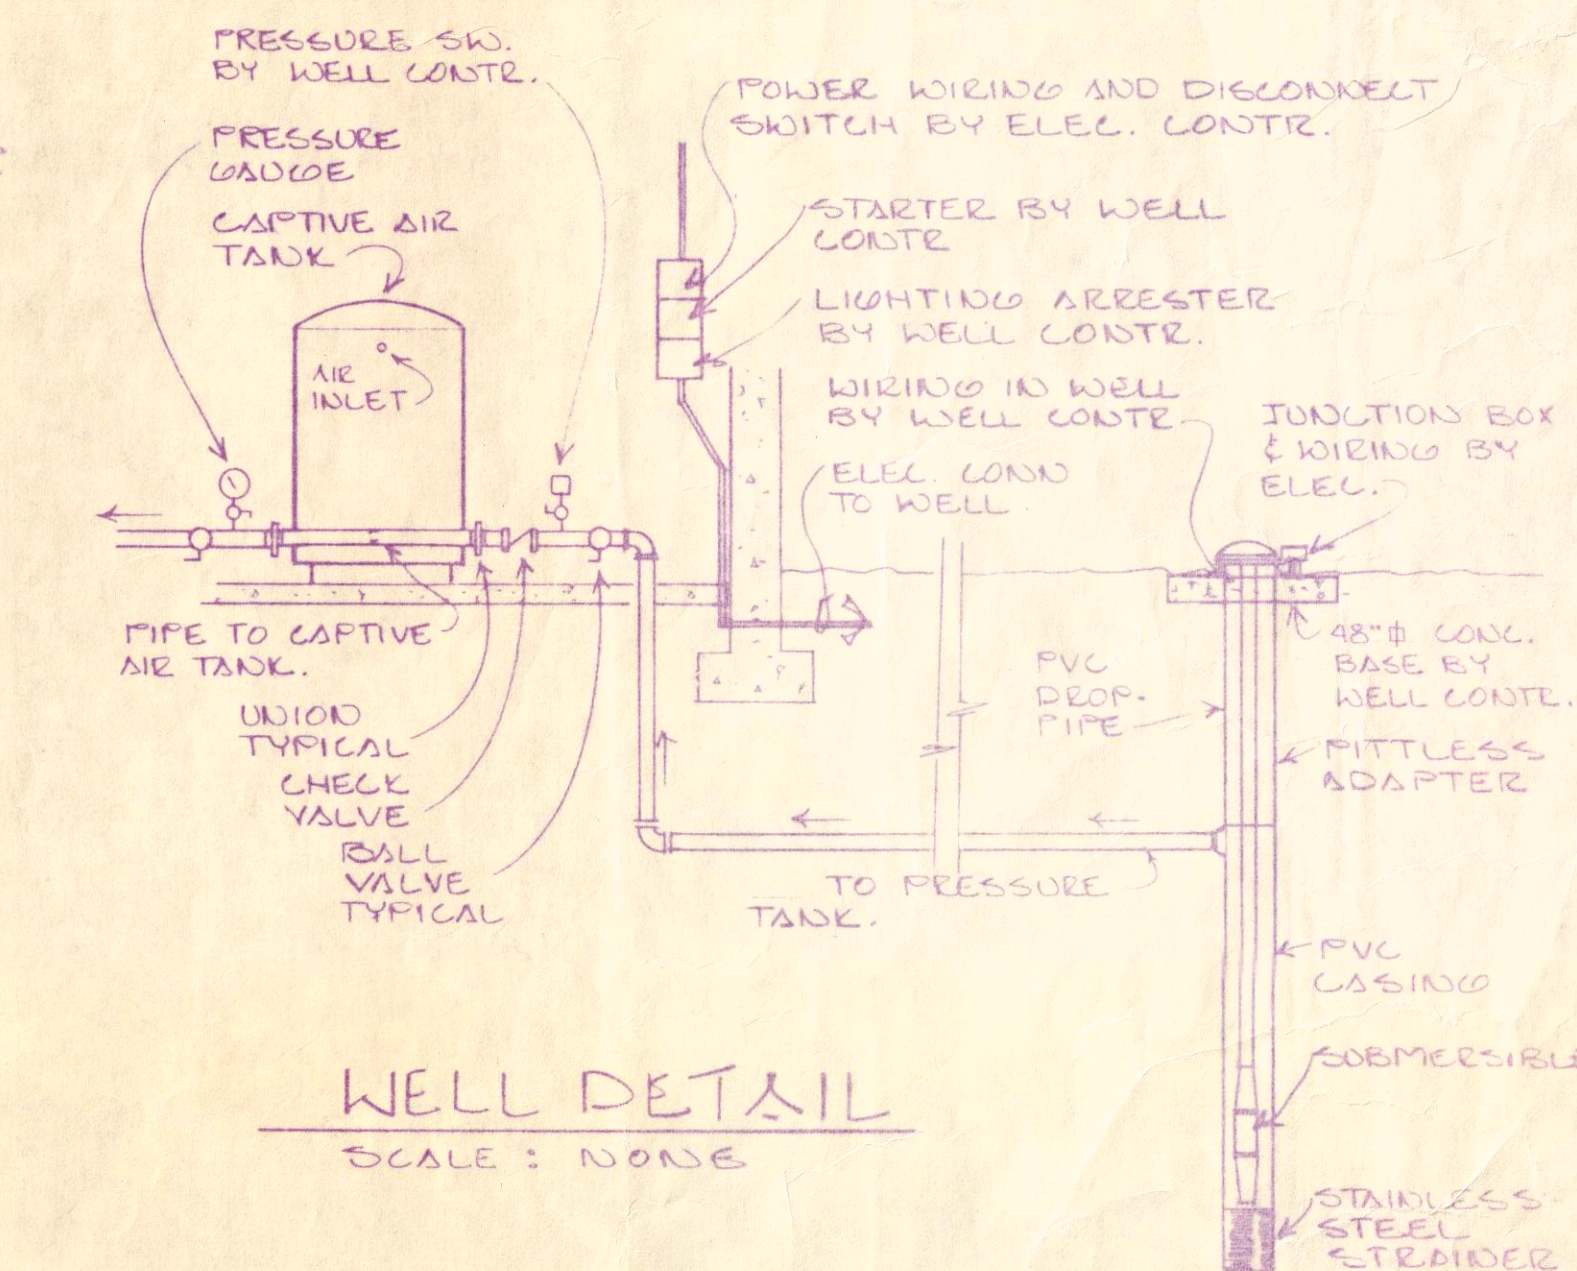 PRESSURE SW.
BY WELL CONTR.
PRESSURE
GAUGE
CAPTIVE AIR
TANK
AIR
INLET
POWER WIRING AND DISCONNECT
SWITCH BY ELEC. CONTR.
STARTER BY WELL
CONTR
LIGHTING ARRESTER
BY WELL CONTR.
WIRING IN WELL
BY WELL CONTR
ELEC. CONN
TO WELL
JUNCTION BOX
& WIRING BY
ELEC.
PIPE TO CAPTIVE
AIR TANK.
UNION
TYPICAL
CHECK
VALVE
BALL
VALVE
TYPICAL
48"⌀ CONC.
BASE BY
WELL CONTR.
PVC
DROP-
PIPE
PITTLESS
ADAPTER
TO PRESSURE
TANK.
PVC
CASING
SUBMERSIBLE
STAINLESS
STEEL
STRAINER
WELL DETAIL
SCALE : NONE